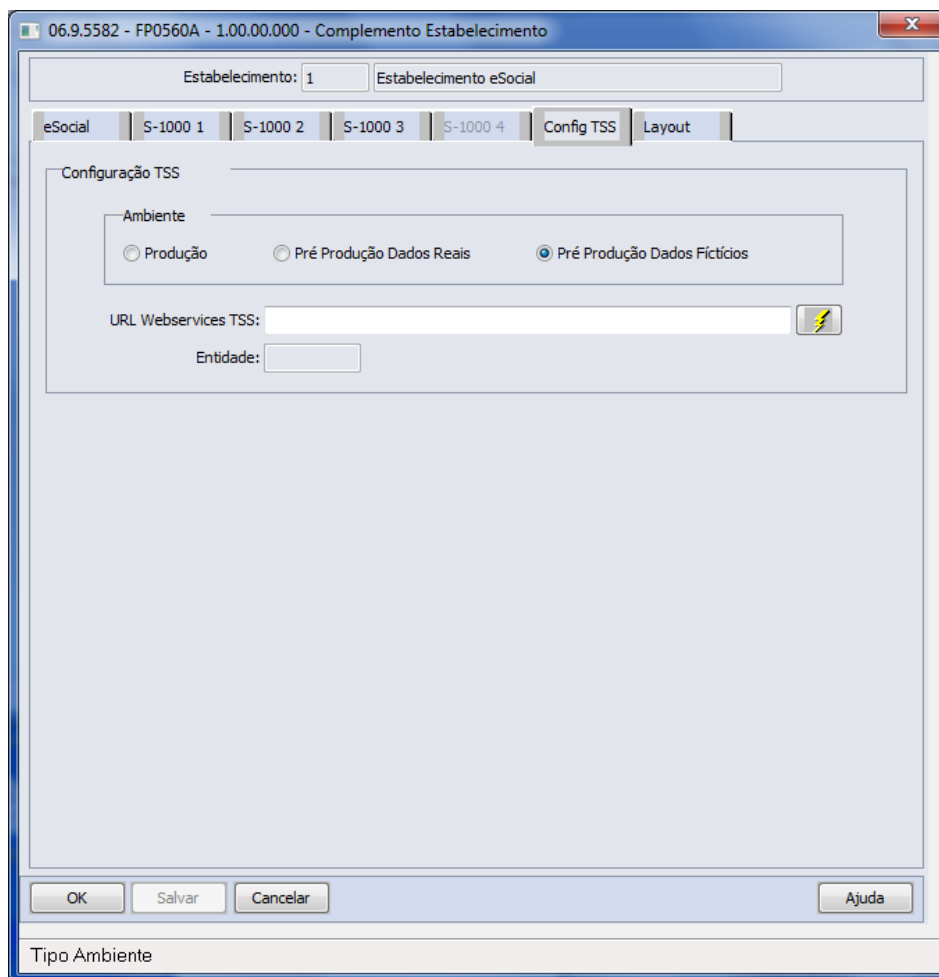 06.9.5582 - FP0560A - 1.00.00.000 - Complemento Estabelecimento
x
Estabelecimento: 1 Estabelecimento eSocial
eSocial S-1000 1 S-1000 2 S-1000 3 S-1000 4 Config TSS Layout
Configuração TSS
Ambiente
Produção Pré Produção Dados Reais Pré Produção Dados Fíctícios
URL Webservices TSS:
Entidade:
OK Salvar Cancelar Ajuda
Tipo Ambiente